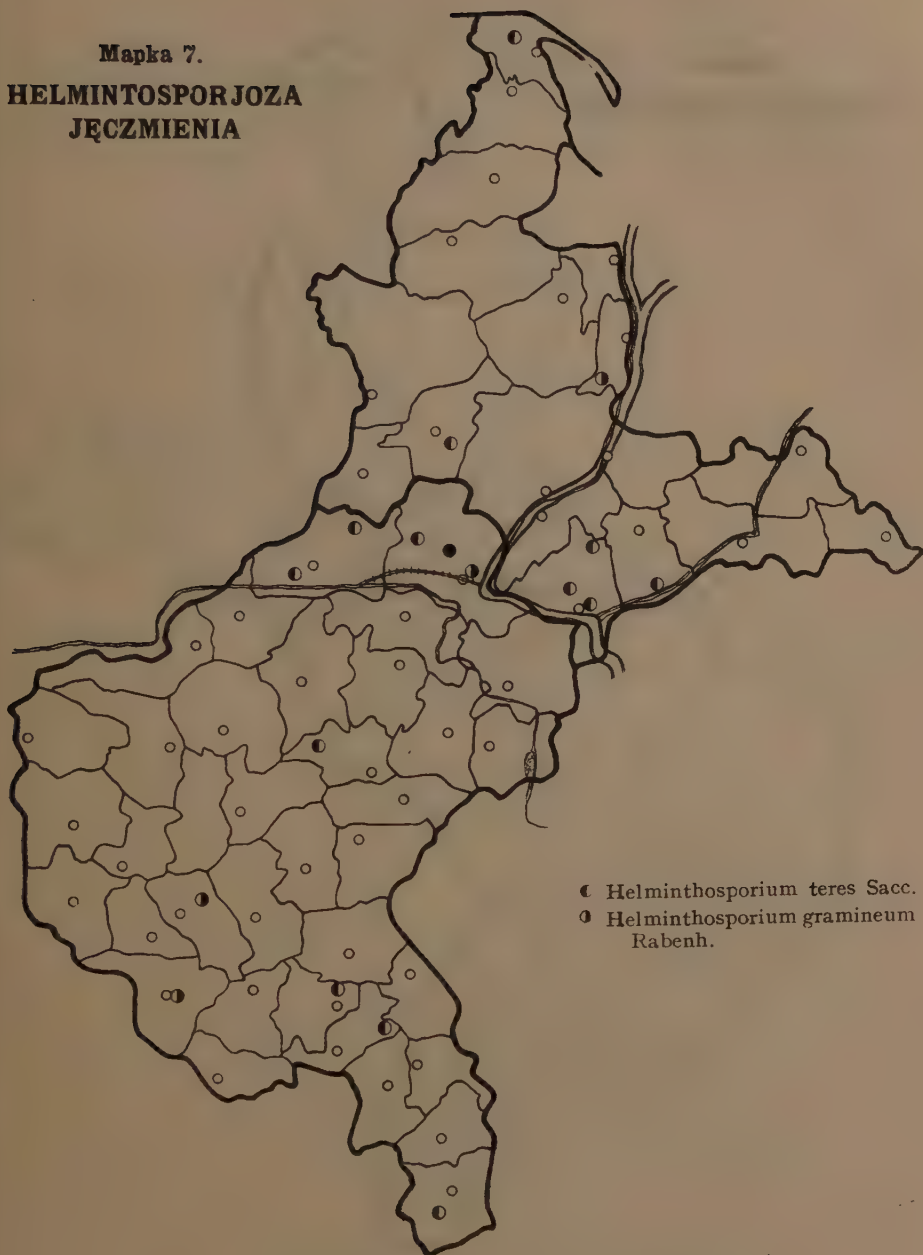 Mapka 7.
HELMINTOSPORJOZA
JĘCZMIENIA
Helminthosporium teres Sacc.
Helminthosporium gramineum
Rabenh.